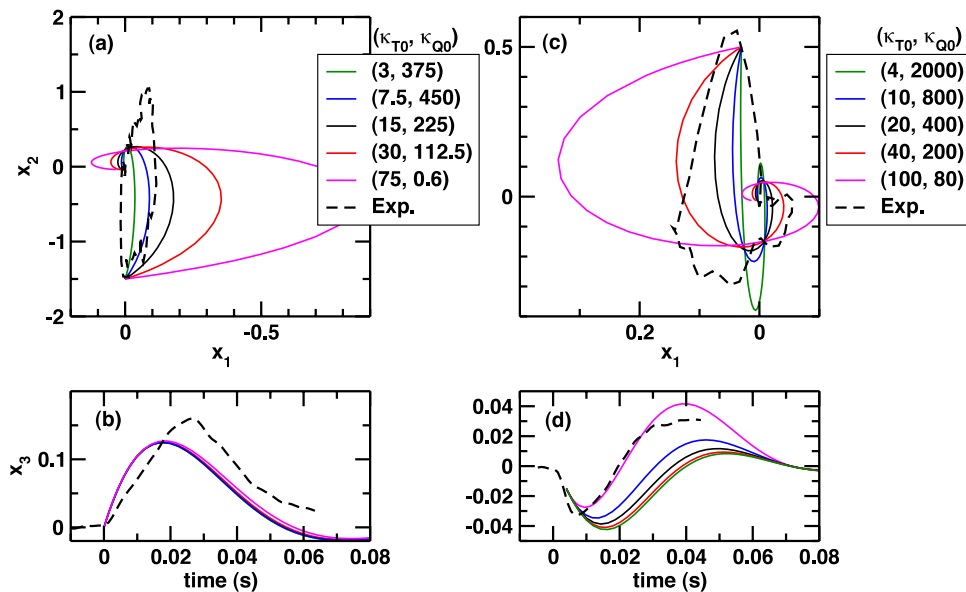 (a)
(κT0, κQ0)
(3, 375)
(7.5, 450)
(15, 225)
(30, 112.5)
(75, 0.6)
Exp.
2
1
0
-1
-2
x2
0
-0.5
x1
(c)
(κT0, κQ0)
(4, 2000)
(10, 800)
(20, 400)
(40, 200)
(100, 80)
Exp.
0.5
0
0.2
0
x1
(b)
0.1
0
x3
0
0.02
0.04
0.06
0.08
time (s)
(d)
0.04
0.02
0
-0.02
-0.04
0
0.02
0.04
0.06
0.08
time (s)